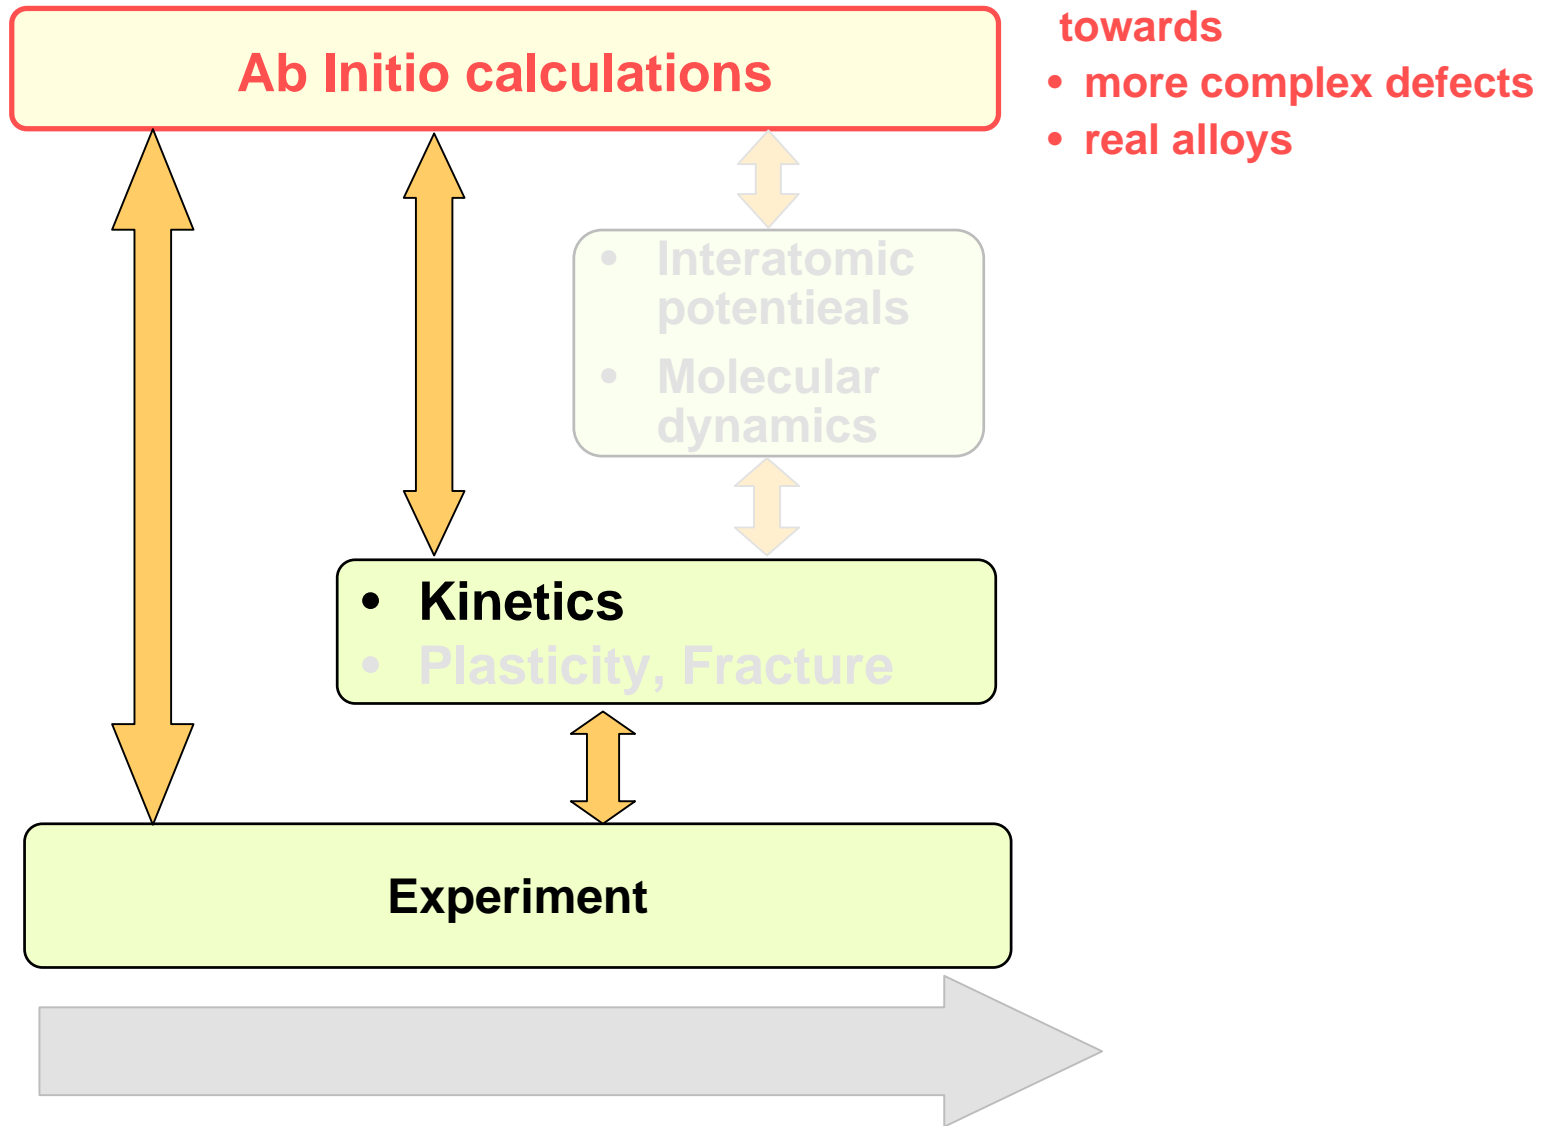 Ab Initio calculations
towards
• more complex defects
• real alloys
• Interatomic
potentieals
• Molecular
dynamics
• Kinetics
• Plasticity, Fracture
Experiment